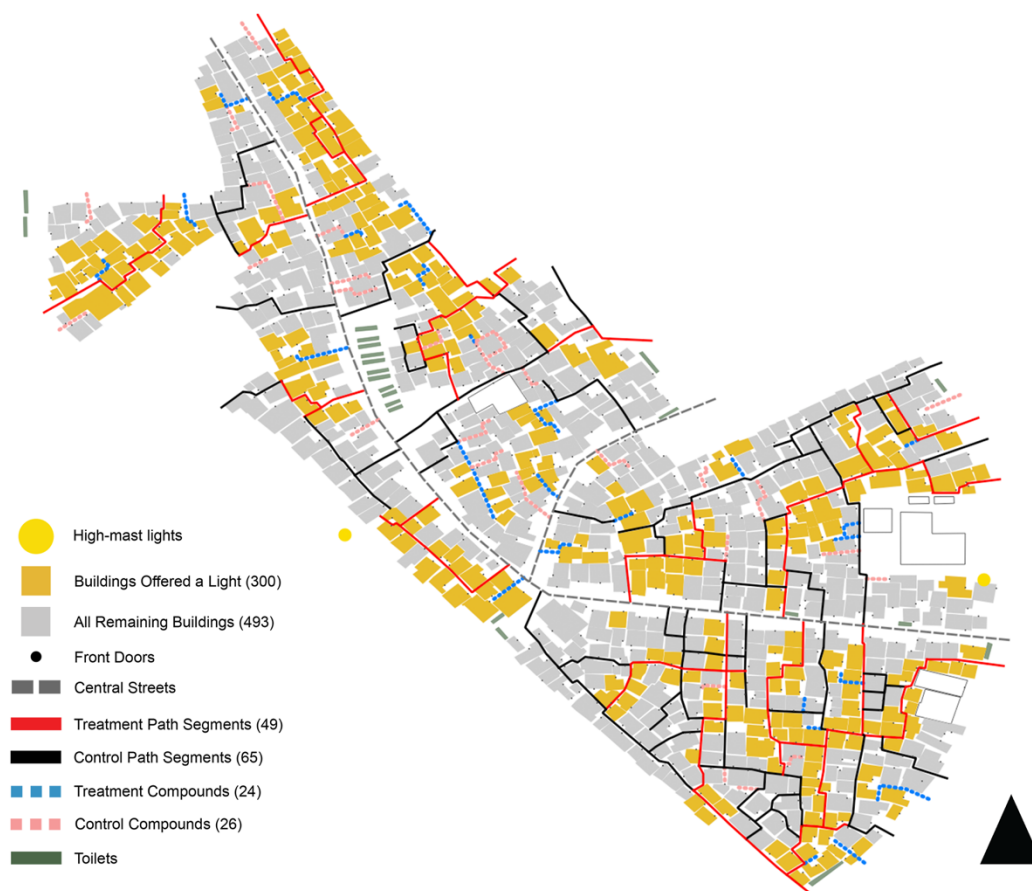 High-mast lights
Buildings Offered a Light (300)
All Remaining Buildings (493)
Front Doors
Central Streets
Treatment Path Segments (49)
Control Path Segments (65)
Treatment Compounds (24)
Control Compounds (26)
Toilets